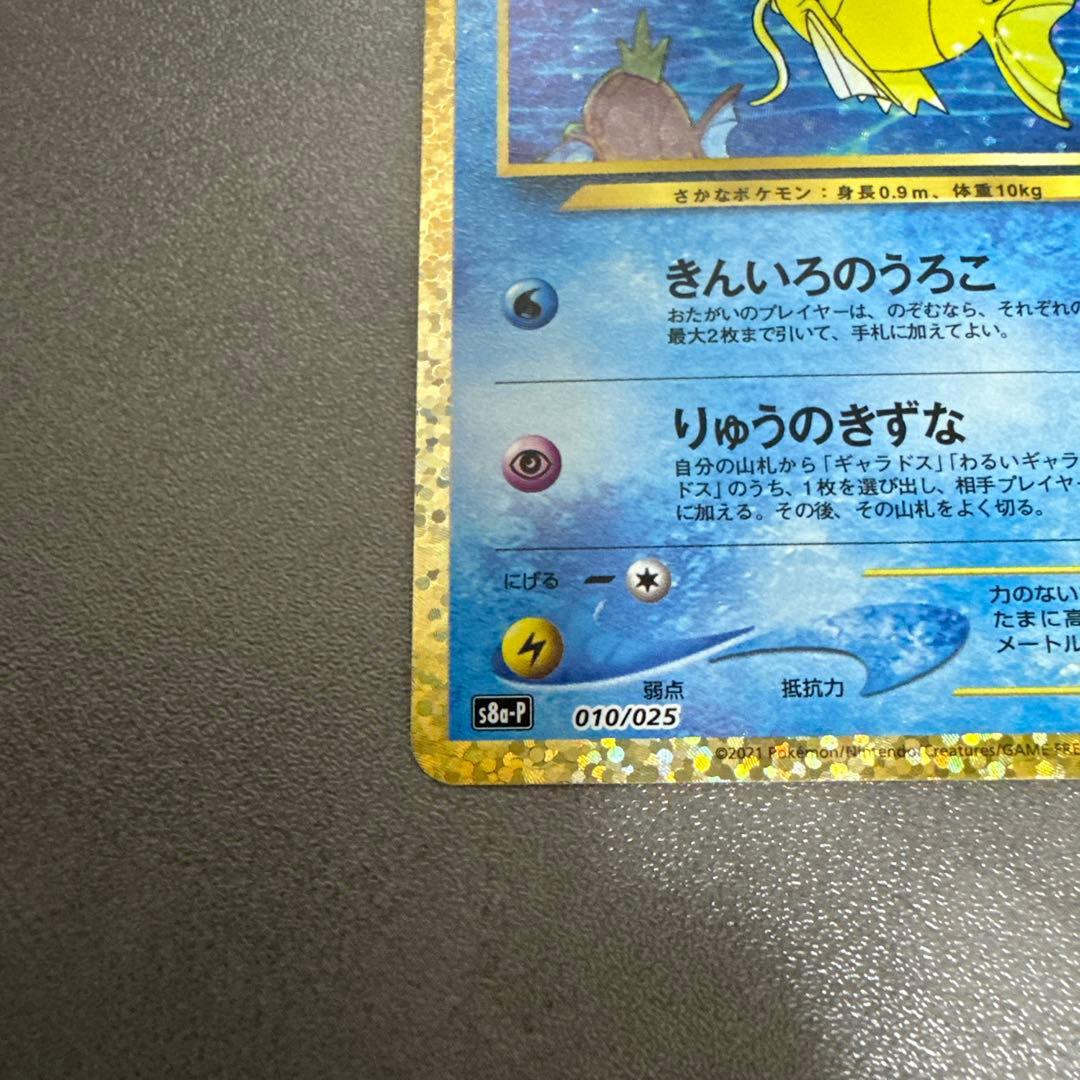 さかなポケモン：身長0.9m、体重10kg
きんいろのうろこ
おたがいのプレイヤーは、のぞむなら、それぞれの
最大2枚まで引いて、手札に加えてよい。
りゅうのきずな
自分の山札から「ギャラドス」「わるいギャラ
ドス」のうち、1枚を選び出し、相手プレイヤー
に加える。その後、その山札をよく切る。
にげる
力のない
たまに高
メートル
弱点
抵抗力
s8a-P 010/025
©2021 Pokémon/Nintendo/Creatures/GAME FRE